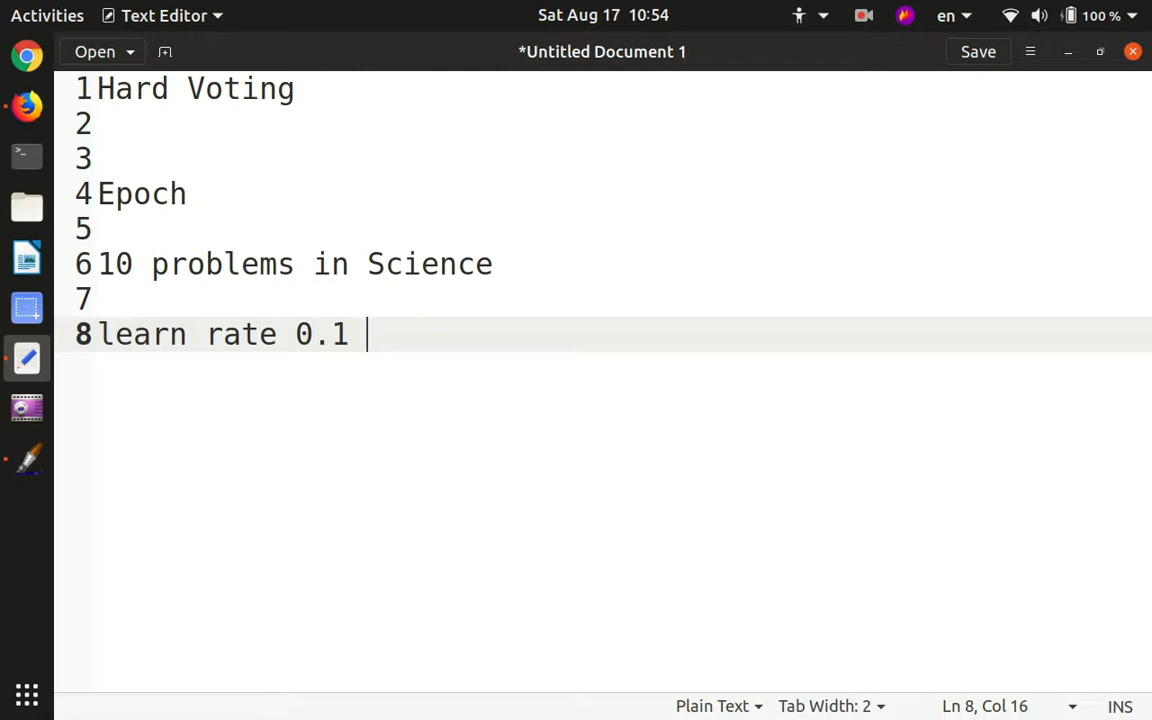 Activities Text Editor Sat Aug 17 10:54 en 100 %
Open *Untitled Document 1 Save
1 Hard Voting
2
3
4 Epoch
5
6 10 problems in Science
7
8 learn rate 0.1
Plain Text Tab Width: 2 Ln 8, Col 16 INS